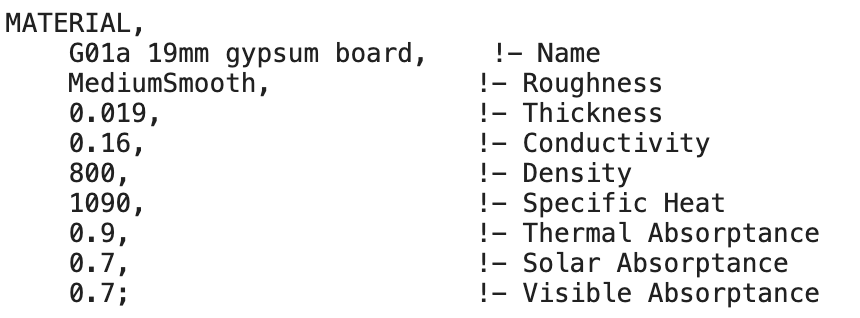 MATERIAL,
    G01a 19mm gypsum board,    !- Name
    MediumSmooth,             !- Roughness
    0.019,                    !- Thickness
    0.16,                     !- Conductivity
    800,                      !- Density
    1090,                     !- Specific Heat
    0.9,                      !- Thermal Absorptance
    0.7,                      !- Solar Absorptance
    0.7;                      !- Visible Absorptance